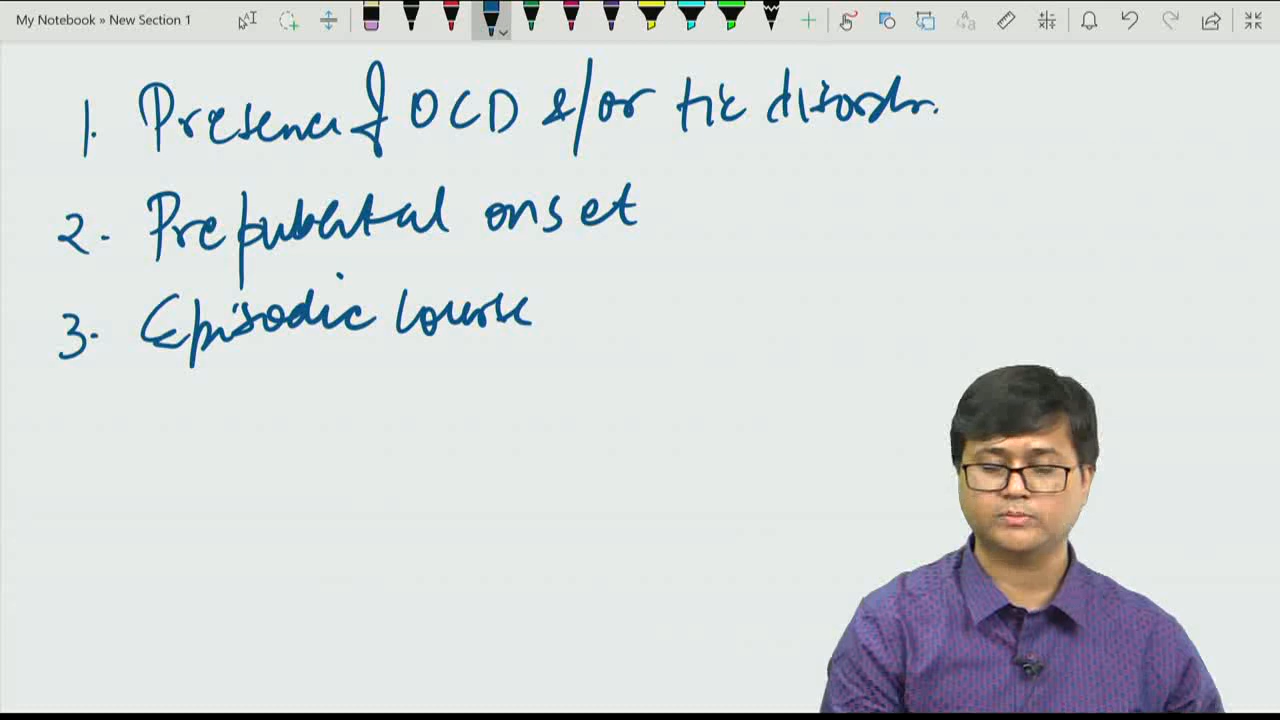 My Notebook » New Section 1
1. Presence of OCD &/or tic disorder.
2. Prepubertal onset
3. Episodic course